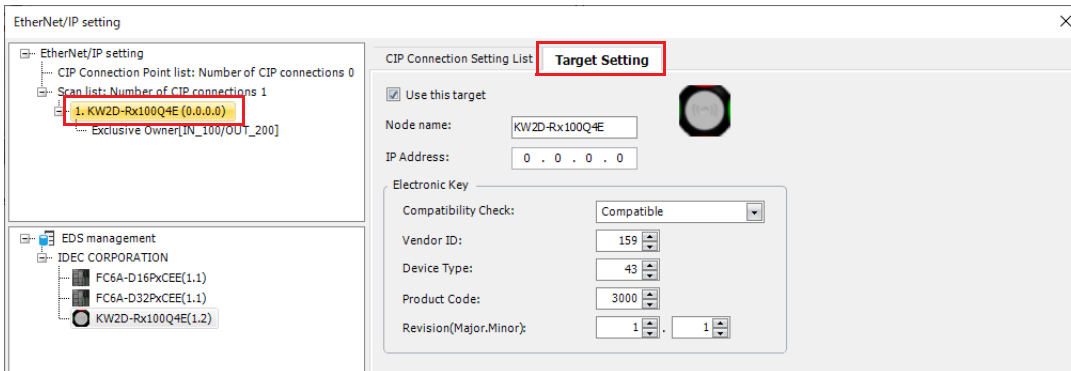 EtherNet/IP setting
EtherNet/IP setting
CIP Connection Point list: Number of CIP connections 0
Scan list: Number of CIP connections 1
1. KW2D-Rx100Q4E (0.0.0.0)
Exclusive Owner[IN_100/OUT_200]
EDS management
IDEC CORPORATION
FC6A-D16PxCEE(1.1)
FC6A-D32PxCEE(1.1)
KW2D-Rx100Q4E(1.2)
CIP Connection Setting List
Target Setting
Use this target
Node name: KW2D-Rx100Q4E
IP Address: 0 . 0 . 0 . 0
Electronic Key
Compatibility Check: Compatible
Vendor ID: 159
Device Type: 43
Product Code: 3000
Revision(Major.Minor): 1 . 1